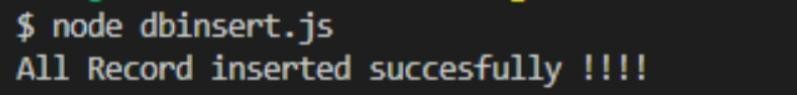 $ node dbinsert.js
All Record inserted succesfully !!!!